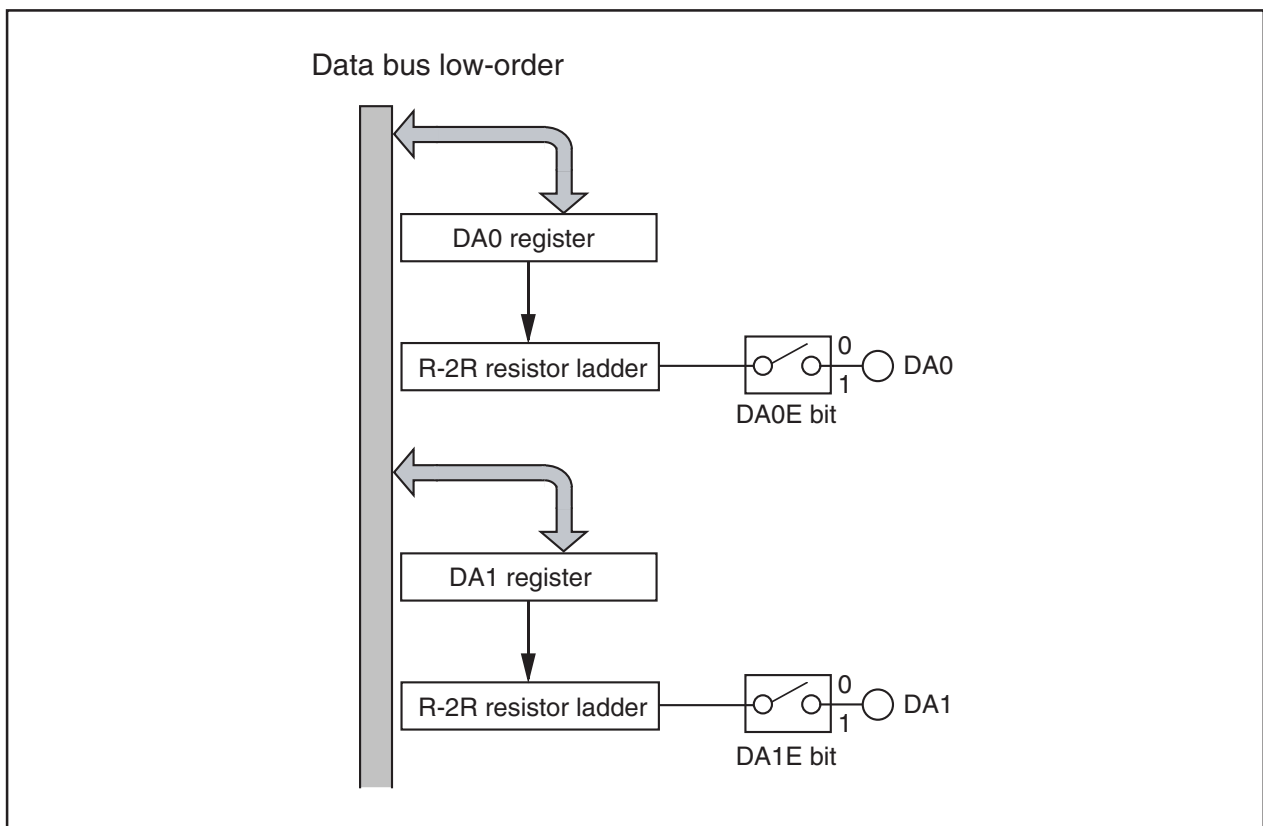 Data bus low-order
DA0 register
R-2R resistor ladder
0
1
DA0
DA0E bit
DA1 register
R-2R resistor ladder
0
1
DA1
DA1E bit